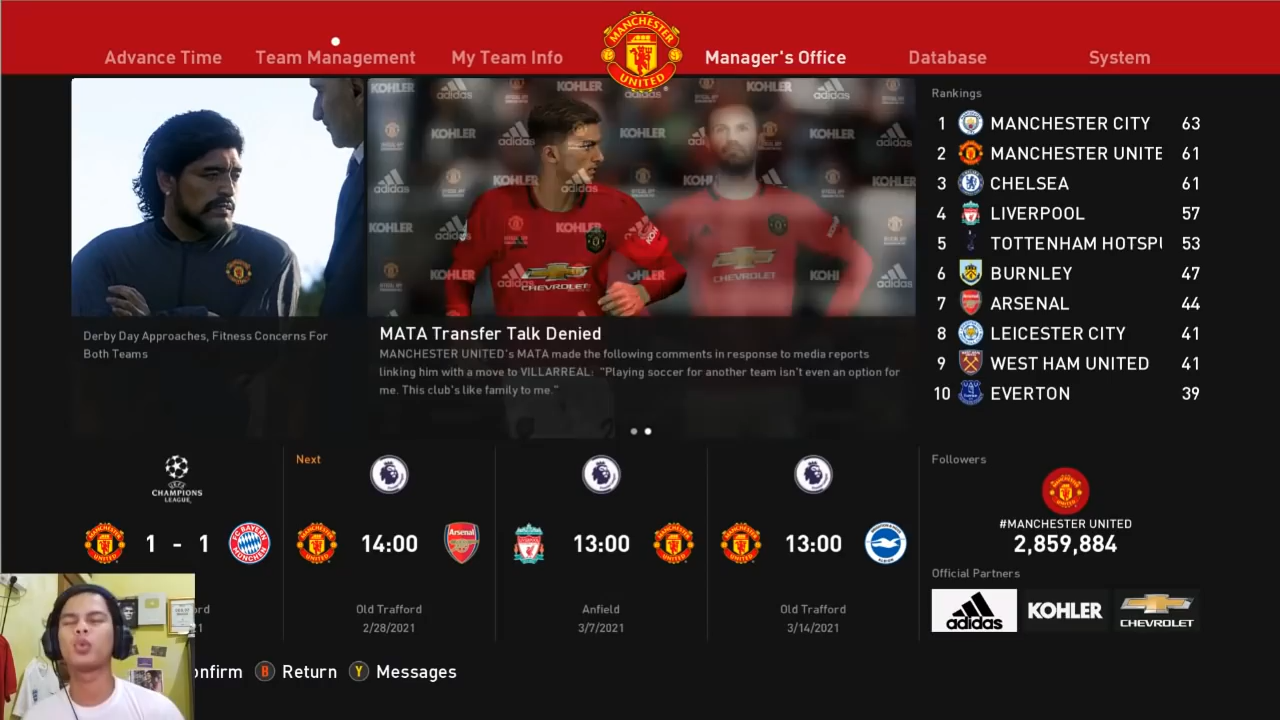 Advance Time
Team Management
My Team Info
MANCHESTER
UNITED
Manager's Office
Database
System
KOHLER
adidas
CHEVROLET
Derby Day Approaches, Fitness Concerns For
Both Teams
MATA Transfer Talk Denied
MANCHESTER UNITED's MATA made the following comments in response to media reports
linking him with a move to VILLARREAL: "Playing soccer for another team isn't even an option for
me. This club's like family to me."
Rankings
1 MANCHESTER CITY 63
2 MANCHESTER UNITE 61
3 CHELSEA 61
4 LIVERPOOL 57
5 TOTTENHAM HOTSPU 53
6 BURNLEY 47
7 ARSENAL 44
8 LEICESTER CITY 41
9 WEST HAM UNITED 41
10 EVERTON 39
UEFA
CHAMPIONS
LEAGUE
1 - 1
Next
14:00
Arsenal
Old Trafford
2/28/2021
13:00
Anfield
3/7/2021
13:00
Old Trafford
3/14/2021
Followers
#MANCHESTER UNITED
2,859,884
Official Partners
adidas
KOHLER
CHEVROLET
onfirm
B Return
Y Messages